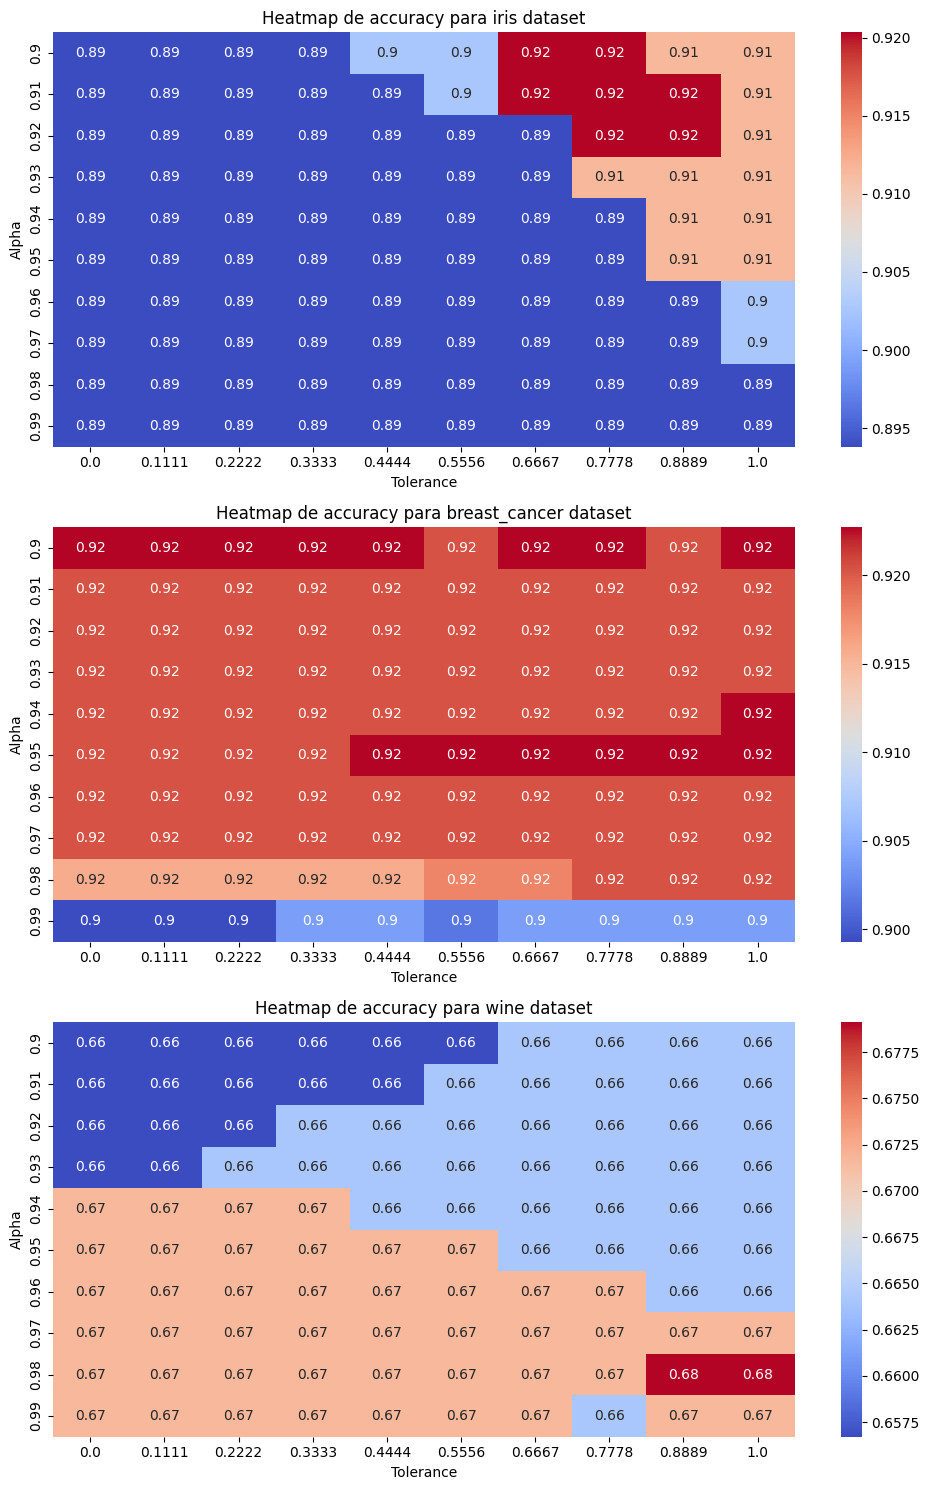 Heatmap de accuracy para iris dataset
0.9 0.89 0.89 0.89 0.89 0.9 0.9 0.92 0.92 0.91 0.91
0.91 0.89 0.89 0.89 0.89 0.89 0.9 0.92 0.92 0.92 0.91
0.92 0.89 0.89 0.89 0.89 0.89 0.89 0.89 0.92 0.92 0.91
0.93 0.89 0.89 0.89 0.89 0.89 0.89 0.89 0.91 0.91 0.91
0.94 0.89 0.89 0.89 0.89 0.89 0.89 0.89 0.89 0.91 0.91
0.95 0.89 0.89 0.89 0.89 0.89 0.89 0.89 0.89 0.91 0.91
0.96 0.89 0.89 0.89 0.89 0.89 0.89 0.89 0.89 0.89 0.9
0.97 0.89 0.89 0.89 0.89 0.89 0.89 0.89 0.89 0.89 0.9
0.98 0.89 0.89 0.89 0.89 0.89 0.89 0.89 0.89 0.89 0.89
0.99 0.89 0.89 0.89 0.89 0.89 0.89 0.89 0.89 0.89 0.89
0.0 0.1111 0.2222 0.3333 0.4444 0.5556 0.6667 0.7778 0.8889 1.0
Tolerance
Alpha
0.920
0.915
0.910
0.905
0.900
0.895
Heatmap de accuracy para breast_cancer dataset
0.9 0.92 0.92 0.92 0.92 0.92 0.92 0.92 0.92 0.92 0.92
0.91 0.92 0.92 0.92 0.92 0.92 0.92 0.92 0.92 0.92 0.92
0.92 0.92 0.92 0.92 0.92 0.92 0.92 0.92 0.92 0.92 0.92
0.93 0.92 0.92 0.92 0.92 0.92 0.92 0.92 0.92 0.92 0.92
0.94 0.92 0.92 0.92 0.92 0.92 0.92 0.92 0.92 0.92 0.92
0.95 0.92 0.92 0.92 0.92 0.92 0.92 0.92 0.92 0.92 0.92
0.96 0.92 0.92 0.92 0.92 0.92 0.92 0.92 0.92 0.92 0.92
0.97 0.92 0.92 0.92 0.92 0.92 0.92 0.92 0.92 0.92 0.92
0.98 0.92 0.92 0.92 0.92 0.92 0.92 0.92 0.92 0.92 0.92
0.99 0.9 0.9 0.9 0.9 0.9 0.9 0.9 0.9 0.9 0.9
0.0 0.1111 0.2222 0.3333 0.4444 0.5556 0.6667 0.7778 0.8889 1.0
Tolerance
Alpha
0.920
0.915
0.910
0.905
0.900
Heatmap de accuracy para wine dataset
0.9 0.66 0.66 0.66 0.66 0.66 0.66 0.66 0.66 0.66 0.66
0.91 0.66 0.66 0.66 0.66 0.66 0.66 0.66 0.66 0.66 0.66
0.92 0.66 0.66 0.66 0.66 0.66 0.66 0.66 0.66 0.66 0.66
0.93 0.66 0.66 0.66 0.66 0.66 0.66 0.66 0.66 0.66 0.66
0.94 0.67 0.67 0.67 0.67 0.66 0.66 0.66 0.66 0.66 0.66
0.95 0.67 0.67 0.67 0.67 0.67 0.67 0.66 0.66 0.66 0.66
0.96 0.67 0.67 0.67 0.67 0.67 0.67 0.67 0.67 0.66 0.66
0.97 0.67 0.67 0.67 0.67 0.67 0.67 0.67 0.67 0.67 0.67
0.98 0.67 0.67 0.67 0.67 0.67 0.67 0.67 0.67 0.68 0.68
0.99 0.67 0.67 0.67 0.67 0.67 0.67 0.67 0.66 0.67 0.67
0.0 0.1111 0.2222 0.3333 0.4444 0.5556 0.6667 0.7778 0.8889 1.0
Tolerance
Alpha
0.6775
0.6750
0.6725
0.6700
0.6675
0.6650
0.6625
0.6600
0.6575